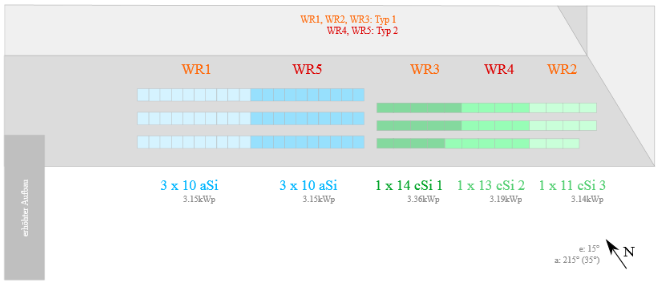 WR1, WR2, WR3: Typ 1
WR4, WR5: Typ 2
WR1 WR5 WR3 WR4 WR2
erhöhter Aufbau
3 x 10 aSi 3 x 10 aSi 1 x 14 cSi 1 1 x 13 cSi 2 1 x 11 cSi 3
3.15kWp 3.15kWp 3.36kWp 3.19kWp 3.14kWp
e: 15°
a: 215° (35°)
N